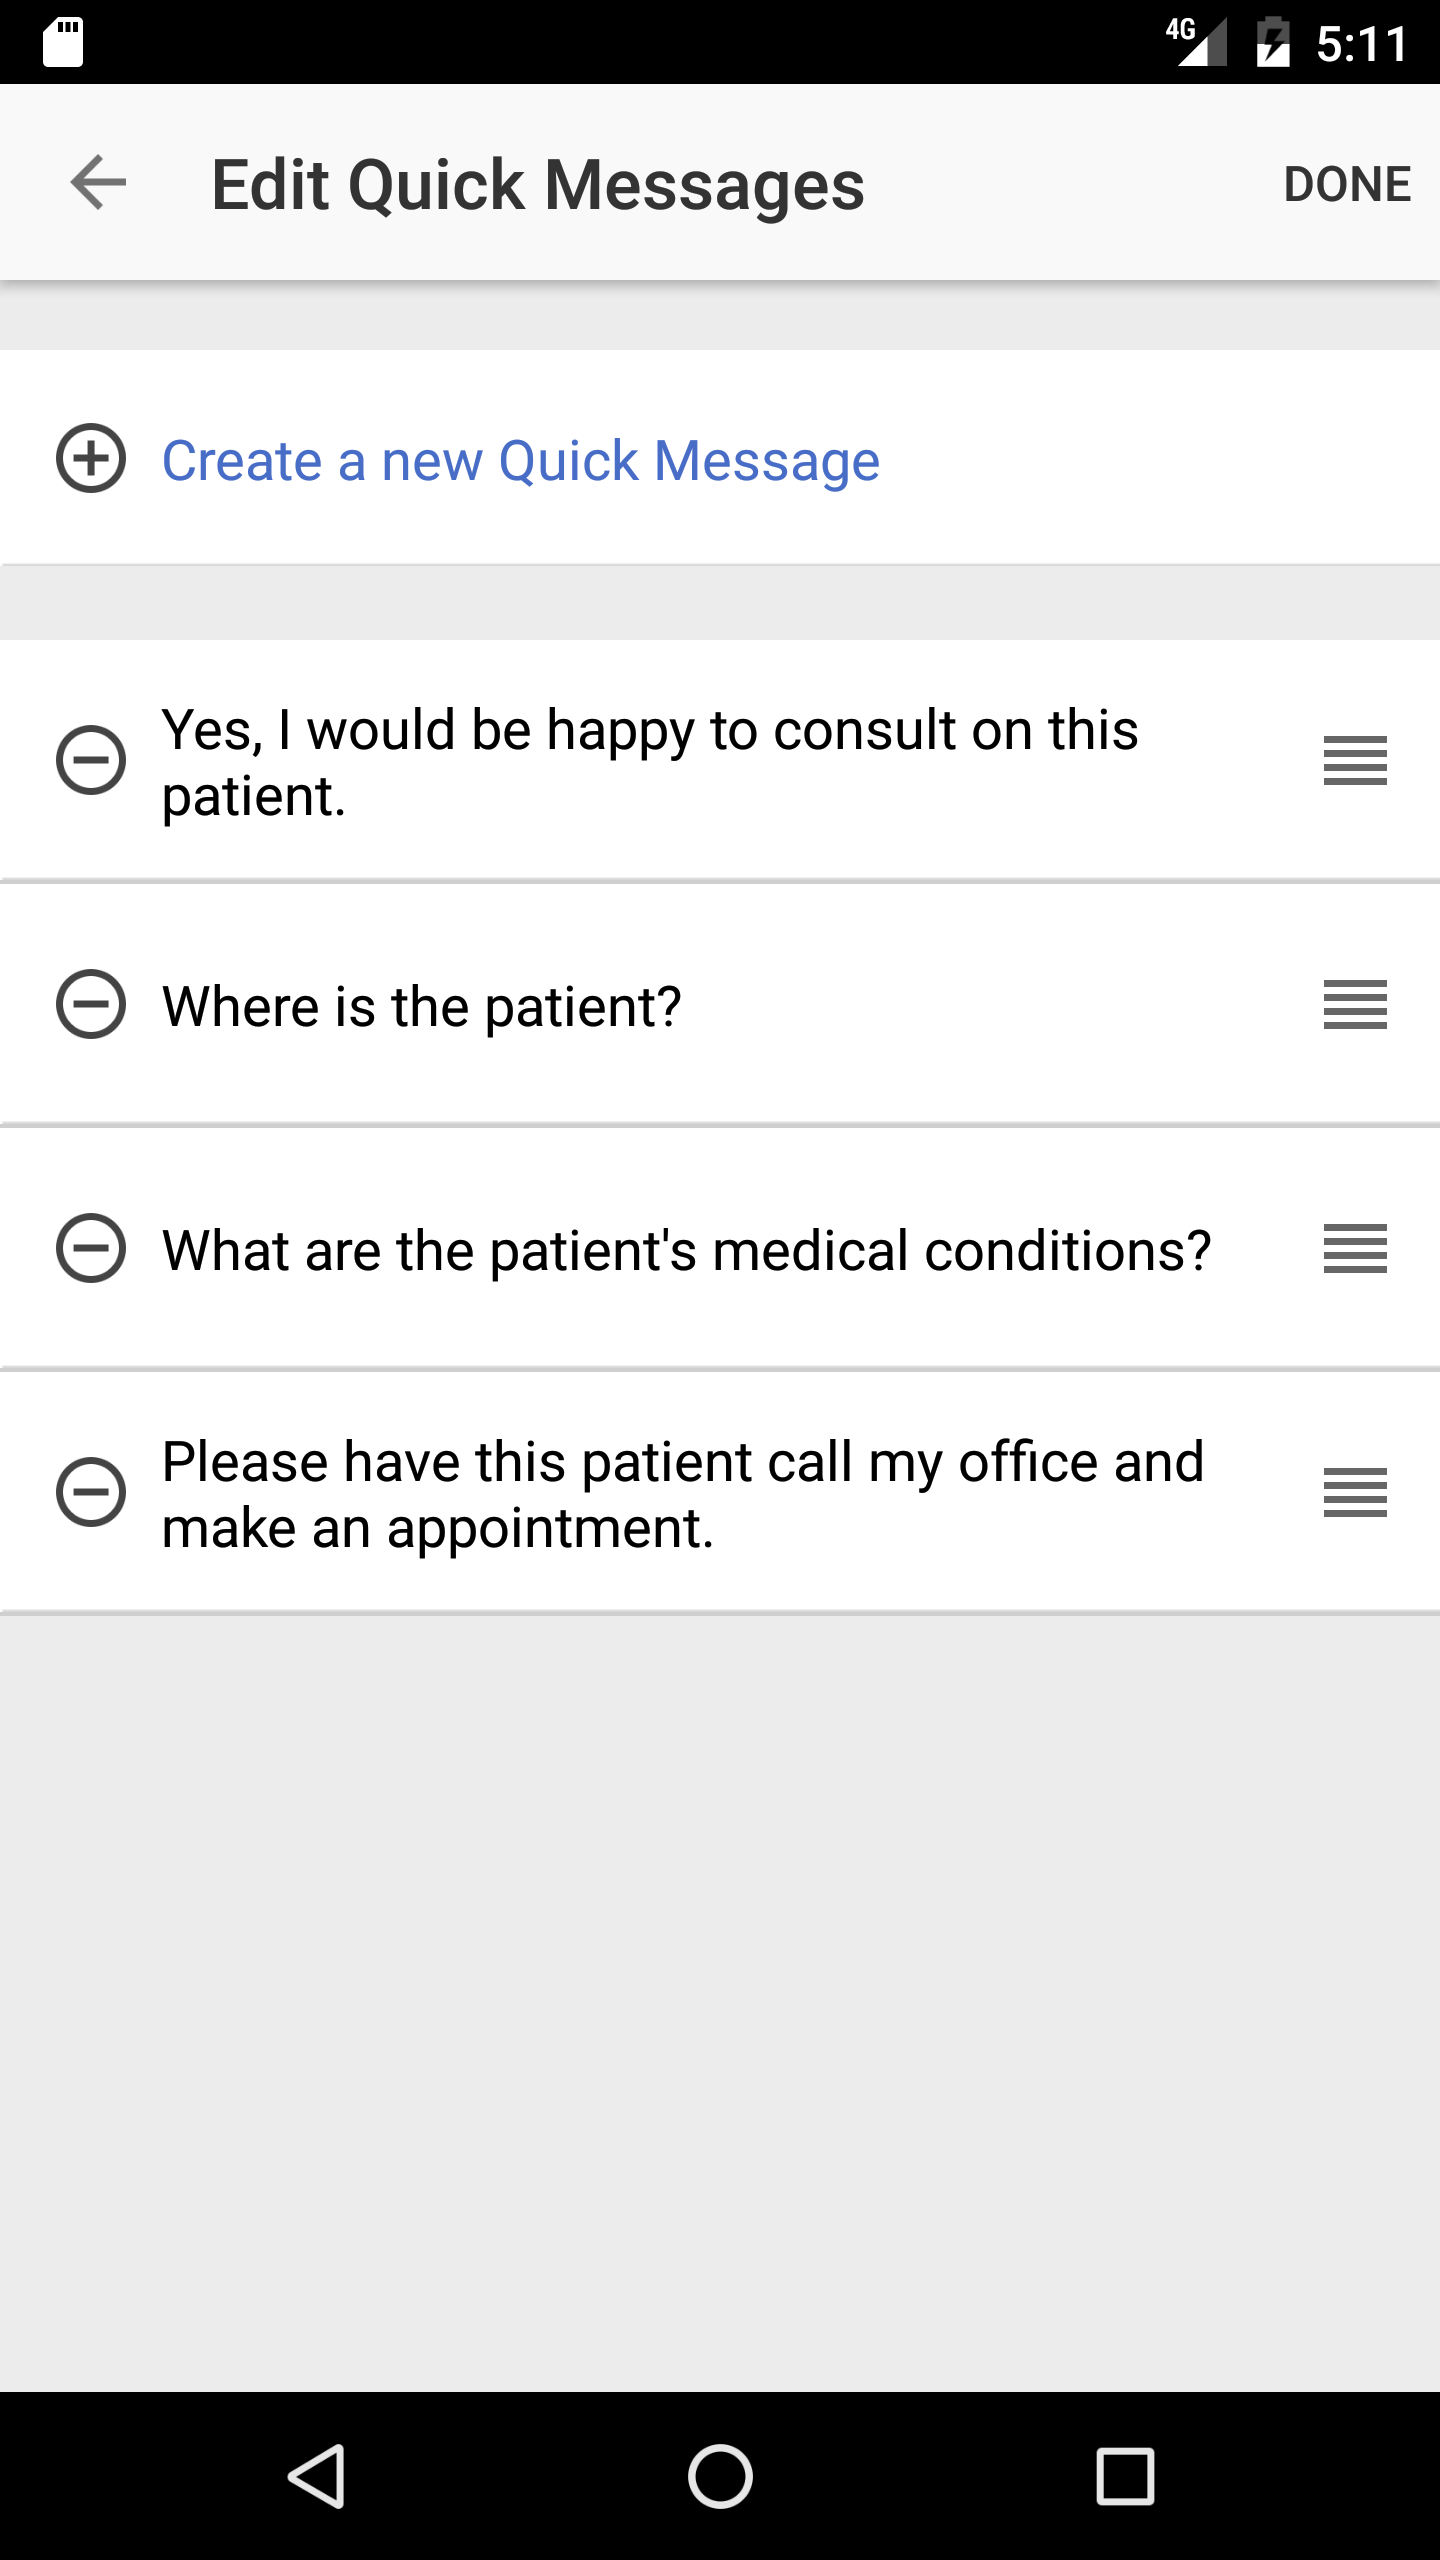 4G 5:11
Edit Quick Messages DONE
Create a new Quick Message
Yes, I would be happy to consult on this
patient.
Where is the patient?
What are the patient's medical conditions?
Please have this patient call my office and
make an appointment.